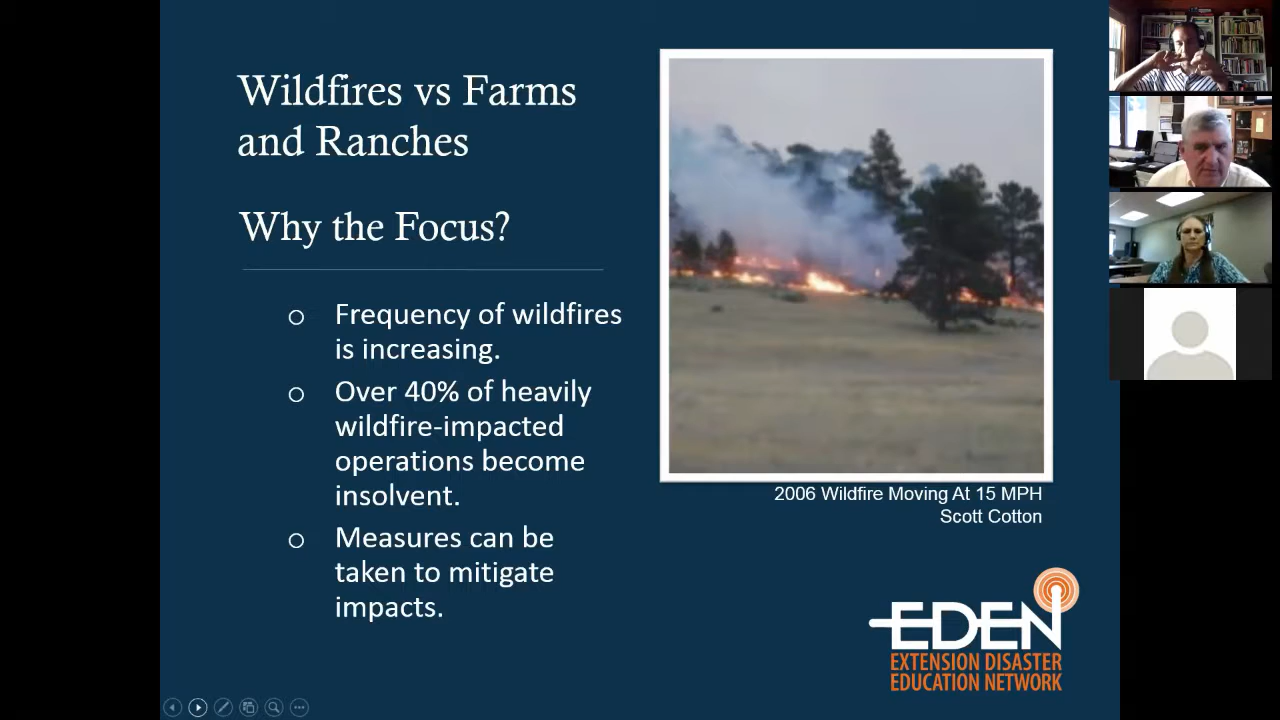 Wildfires vs Farms
and Ranches
Why the Focus?
Frequency of wildfires
is increasing.
Over 40% of heavily
wildfire-impacted
operations become
insolvent.
Measures can be
taken to mitigate
impacts.
2006 Wildfire Moving At 15 MPH
Scott Cotton
EDEN
EXTENSION DISASTER
EDUCATION NETWORK